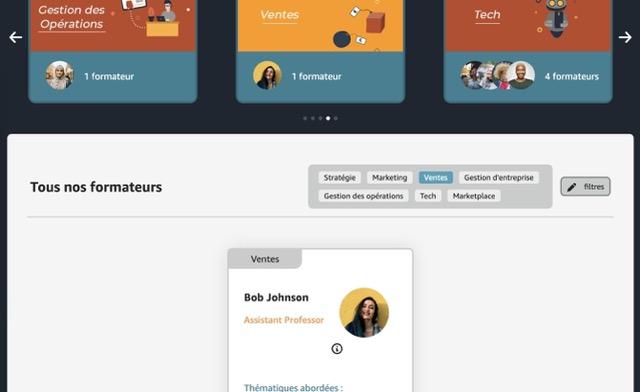 Gestion des
Opérations
Ventes
Tech
1 formateur
1 formateur
4 formateurs
Tous nos formateurs
Stratégie
Marketing
Ventes
Gestion d'entreprise
Gestion des opérations
Tech
Marketplace
filtres
Ventes
Bob Johnson
Assistant Professor
Thématiques abordées :